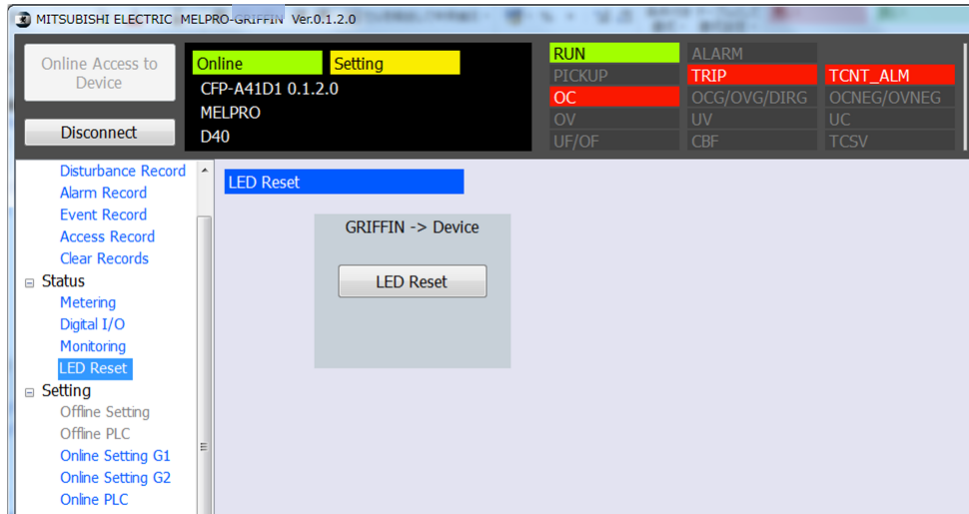 MITSUBISHI ELECTRIC MELPRO-GRIFFIN Ver.0.1.2.0
Online Access to
Device
Disconnect
Online Setting
CFP-A41D1 0.1.2.0
MELPRO
D40
RUN ALARM
PICKUP TRIP TCNT_ALM
OC OCG/OVG/DIRG OCNEG/OVNEG
OV UV UC
UF/OF CBF TCSV
Disturbance Record
Alarm Record
Event Record
Access Record
Clear Records
Status
Metering
Digital I/O
Monitoring
LED Reset
Setting
Offline Setting
Offline PLC
Online Setting G1
Online Setting G2
Online PLC
LED Reset
GRIFFIN -> Device
LED Reset